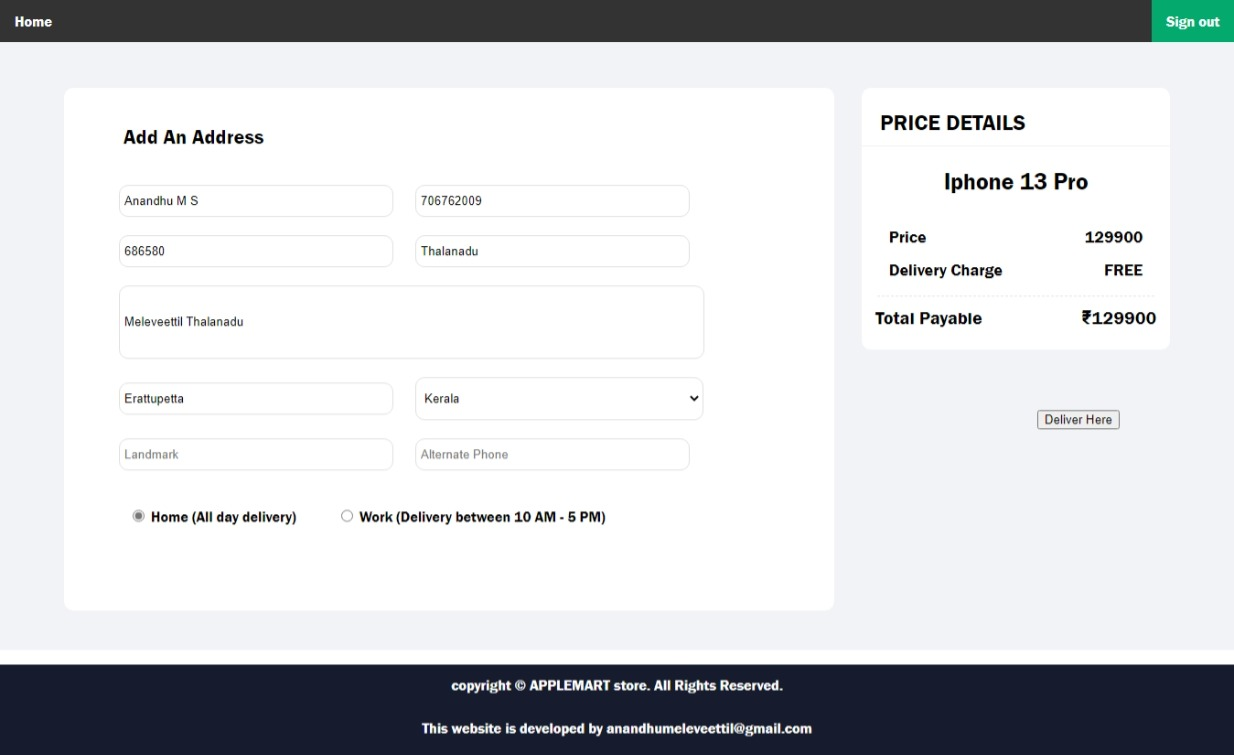 Home
Sign out
Add An Address
Anandhu M S
706762009
686580
Thalanadu
Meleveettil Thalanadu
Erattupetta
Kerala
Landmark
Alternate Phone
Home (All day delivery)
Work (Delivery between 10 AM - 5 PM)
PRICE DETAILS
Iphone 13 Pro
Price 129900
Delivery Charge FREE
Total Payable ₹129900
Deliver Here
copyright © APPLEMART store. All Rights Reserved.
This website is developed by anandhumeleveettil@gmail.com